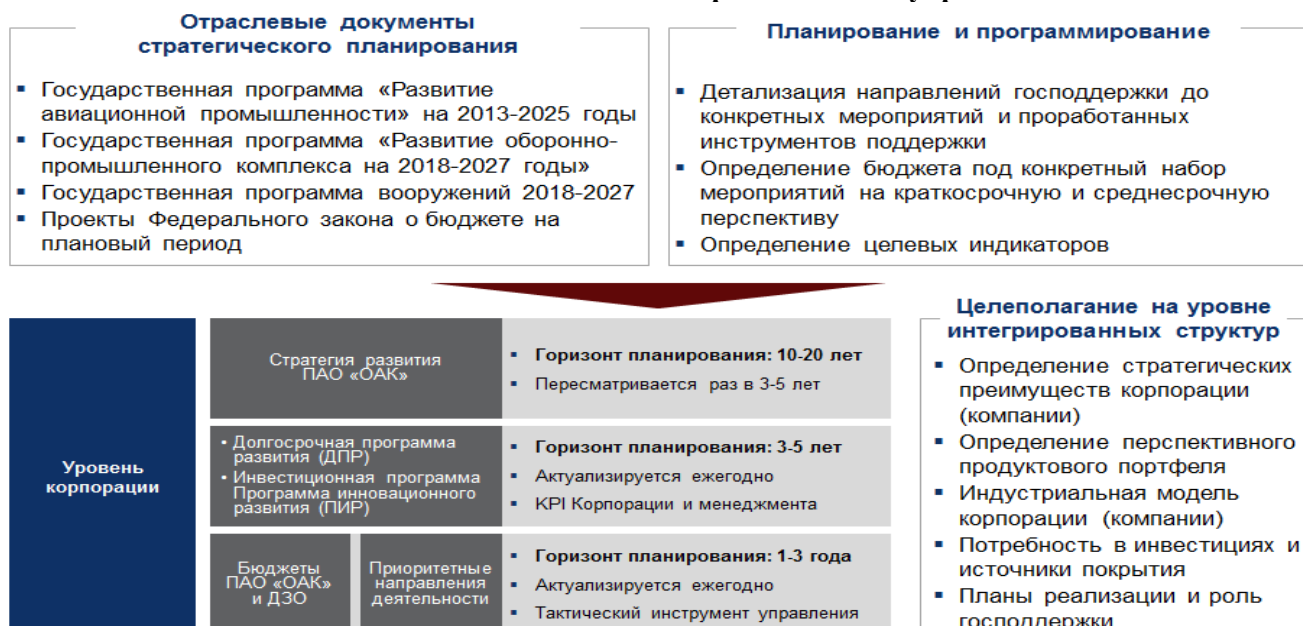 Отраслевые документы
стратегического планирования
▪ Государственная программа «Развитие
авиационной промышленности» на 2013-2025 годы
▪ Государственная программа «Развитие оборонно-
промышленного комплекса на 2018-2027 годы»
▪ Государственная программа вооружений 2018-2027
▪ Проекты Федерального закона о бюджете на
плановый период
Планирование и программирование
▪ Детализация направлений господдержки до
конкретных мероприятий и проработанных
инструментов поддержки
▪ Определение бюджета под конкретный набор
мероприятий на краткосрочную и среднесрочную
перспективу
▪ Определение целевых индикаторов
Уровень
корпорации
Стратегия развития
ПАО «ОАК»
▪ Горизонт планирования: 10-20 лет
▪ Пересматривается раз в 3-5 лет
• Долгосрочная программа
развития (ДПР)
• Инвестиционная программа
Программа инновационного
развития (ПИР)
▪ Горизонт планирования: 3-5 лет
▪ Актуализируется ежегодно
▪ KPI Корпорации и менеджмента
Бюджеты
ПАО «ОАК»
и ДЗО
Приоритетные
направления
деятельности
▪ Горизонт планирования: 1-3 года
▪ Актуализируется ежегодно
▪ Тактический инструмент управления
Целеполагание на уровне
интегрированных структур
▪ Определение стратегических
преимуществ корпорации
(компании)
▪ Определение перспективного
продуктового портфеля
▪ Индустриальная модель
корпорации (компании)
▪ Потребность в инвестициях и
источники покрытия
▪ Планы реализации и роль
господдержки